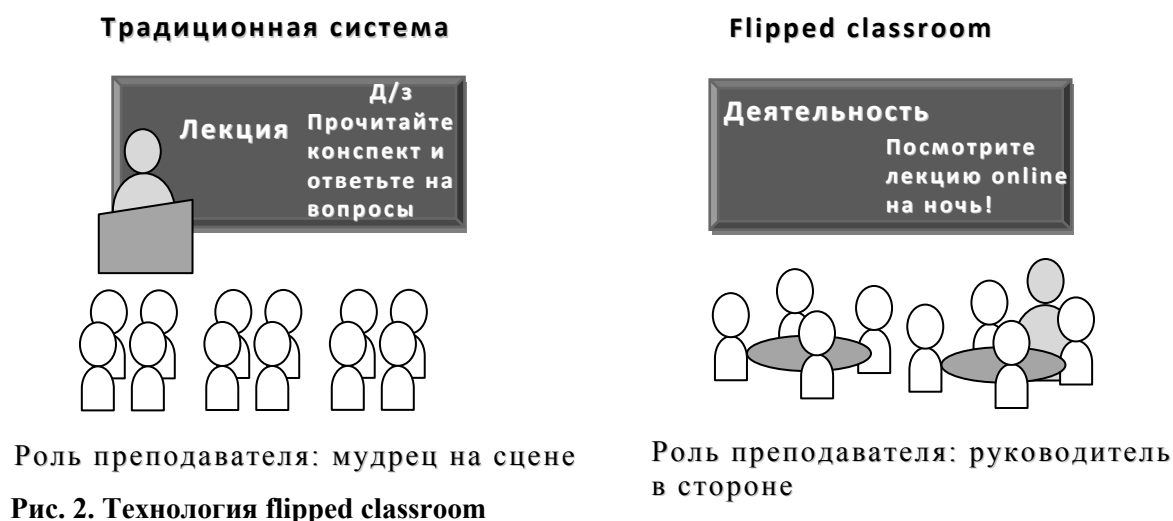 Традиционная система
Д/з
Лекция
Прочитайте
конспект и
ответьте на
вопросы
Роль преподавателя: мудрец на сцене
Flipped classroom
Деятельность
Посмотрите
лекцию online
на ночь!
Роль преподавателя: руководитель
в стороне
Рис. 2. Технология flipped classroom